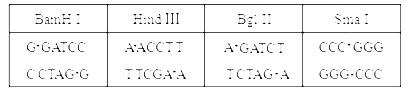 BamH I Hind III Bgl II Sma I
G▾GATCC A▾ACCTT A▾GATCT CCC▾GGG
CCTAG▴G TTCGA▴A TCTAG▴A GGG▴CCC